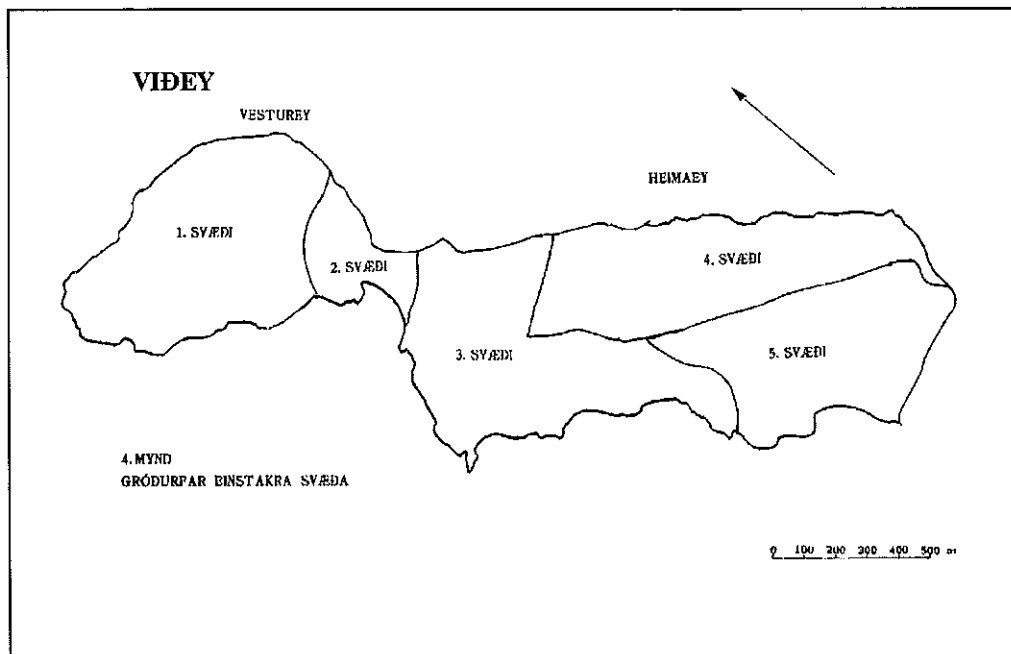 VIÐEY
VESTUREY
HEIMAEY
1. SVÆÐI
2. SVÆÐI
4. SVÆÐI
3. SVÆÐI
5. SVÆÐI
4. MYND
GRÓÐURFAR EINSTAKRA SVÆÐA
0 100 200 300 400 500 m